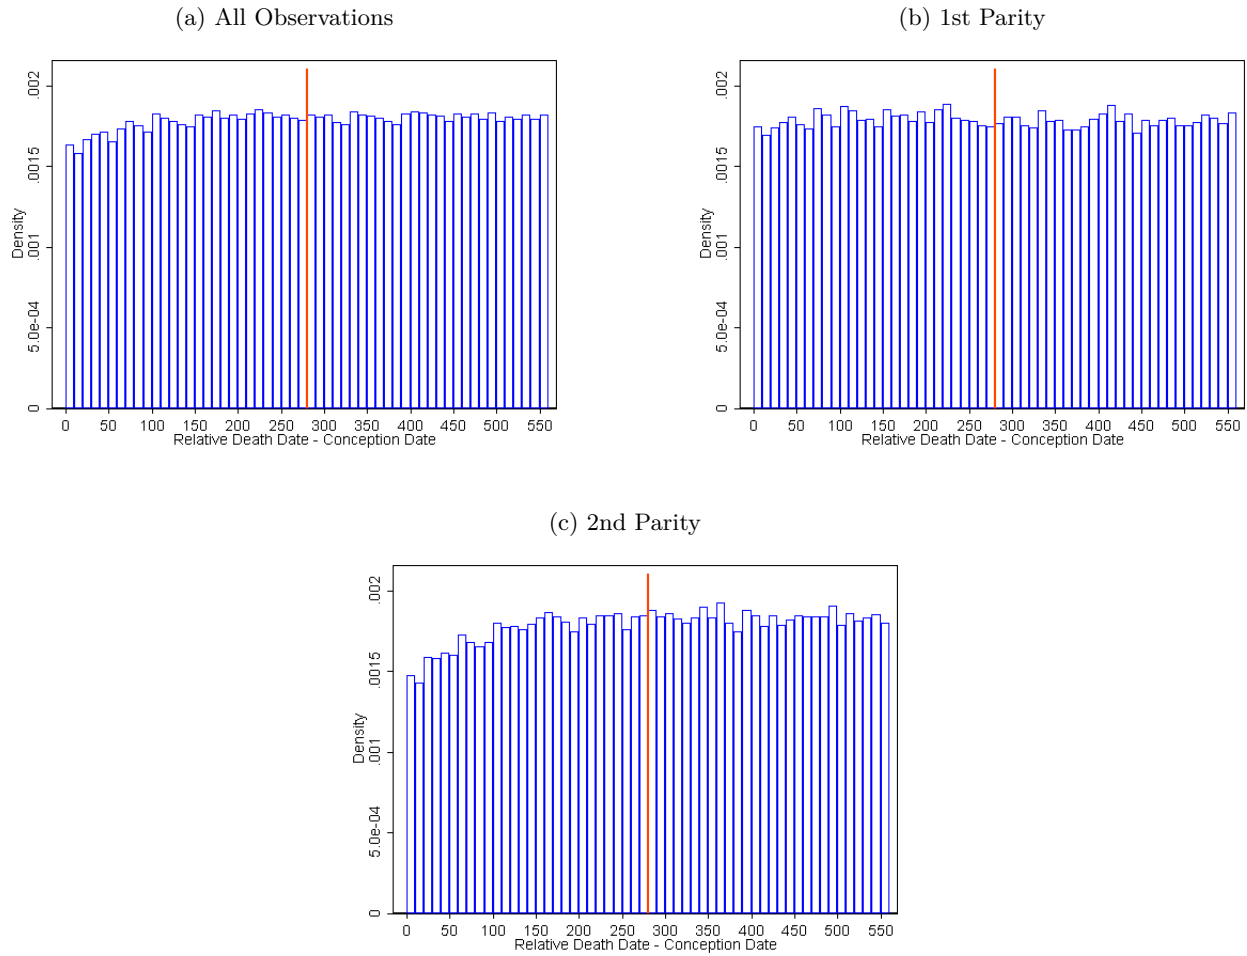 (a) All Observations
(b) 1st Parity
Density
0
5.0e-04
.001
.0015
.002
0 50 100 150 200 250 300 350 400 450 500 550
Relative Death Date - Conception Date
Density
0
5.0e-04
.001
.0015
.002
0 50 100 150 200 250 300 350 400 450 500 550
Relative Death Date - Conception Date
(c) 2nd Parity
Density
0
5.0e-04
.001
.0015
.002
0 50 100 150 200 250 300 350 400 450 500 550
Relative Death Date - Conception Date